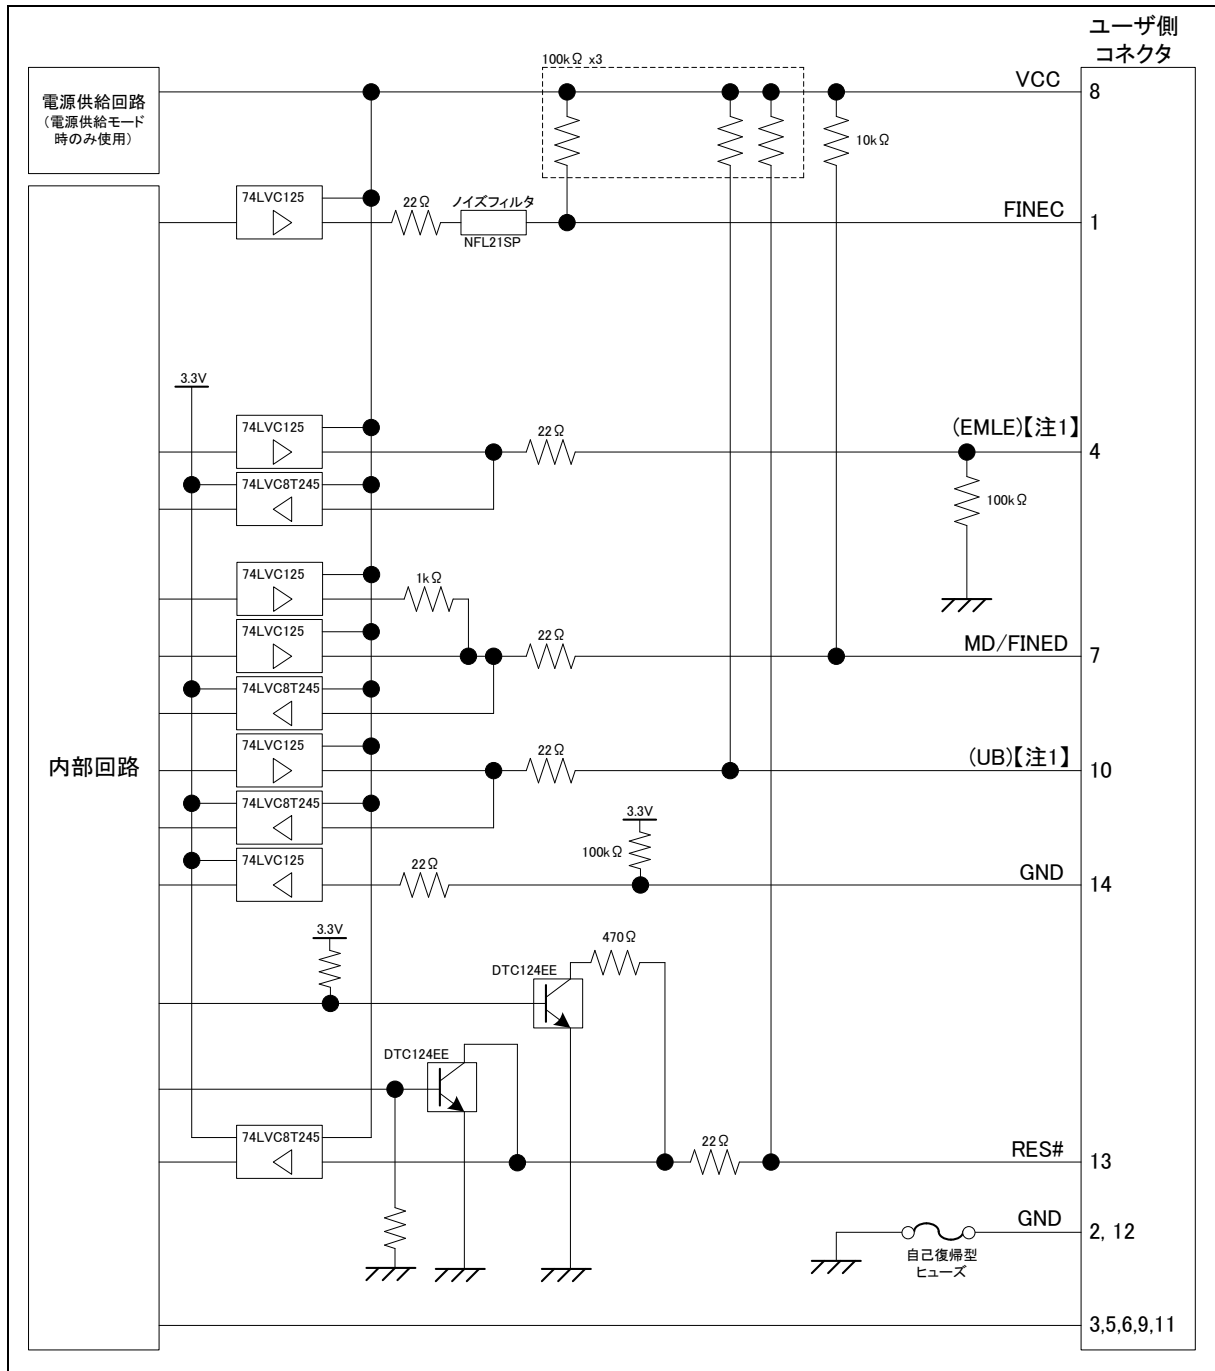 ユーザ側
コネクタ
電源供給回路
(電源供給モード
時のみ使用)
100kΩ x3
VCC
8
10kΩ
74LVC125
22Ω
ノイズフィルタ
NFL21SP
FINEC
1
3.3V
74LVC125
22Ω
(EMLE)【注1】
4
74LVC8T245
100kΩ
74LVC125
1kΩ
74LVC125
22Ω
MD/FINED
7
74LVC8T245
内部回路
74LVC125
22Ω
(UB)【注1】
10
74LVC8T245
3.3V
100kΩ
74LVC125
22Ω
GND
14
3.3V
470Ω
DTC124EE
DTC124EE
74LVC8T245
22Ω
RES#
13
GND
2, 12
自己復帰型
ヒューズ
3,5,6,9,11